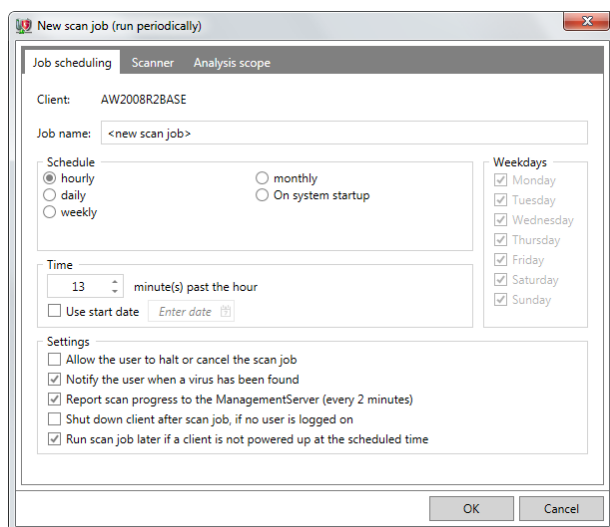 New scan job (run periodically)
Job scheduling Scanner Analysis scope
Client: AW2008R2BASE
Job name: <new scan job>
Schedule
hourly
daily
weekly
monthly
On system startup
Weekdays
Monday
Tuesday
Wednesday
Thursday
Friday
Saturday
Sunday
Time
13 minute(s) past the hour
Use start date Enter date
Settings
Allow the user to halt or cancel the scan job
Notify the user when a virus has been found
Report scan progress to the ManagementServer (every 2 minutes)
Shut down client after scan job, if no user is logged on
Run scan job later if a client is not powered up at the scheduled time
OK Cancel